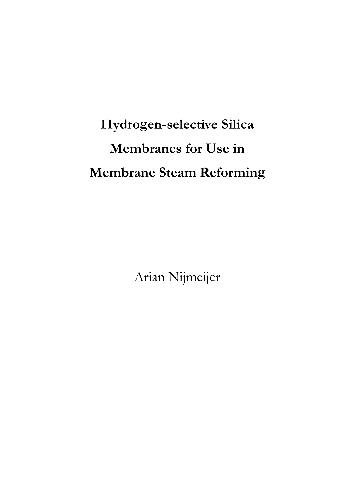 Hydrogen-selective Silica
Membranes for Use in
Membrane Steam Reforming
Arian Nijmeijer